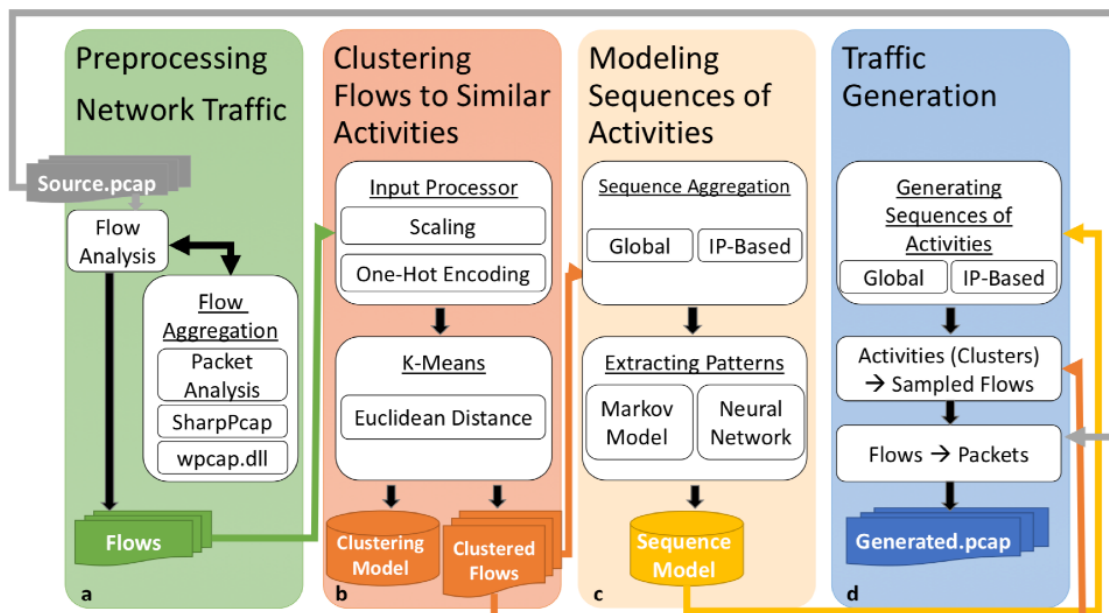 Preprocessing
Network Traffic
Source.pcap
Flow
Analysis
Flow
Aggregation
Packet
Analysis
SharpPcap
wpcap.dll
Flows
a
Clustering
Flows to Similar
Activities
Input Processor
Scaling
One-Hot Encoding
K-Means
Euclidean Distance
Clustering
Model
Clustered
Flows
b
Modeling
Sequences of
Activities
Sequence Aggregation
Global
IP-Based
Extracting Patterns
Markov
Model
Neural
Network
Sequence
Model
c
Traffic
Generation
Generating
Sequences of
Activities
Global
IP-Based
Activities (Clusters)
→ Sampled Flows
Flows → Packets
Generated.pcap
d